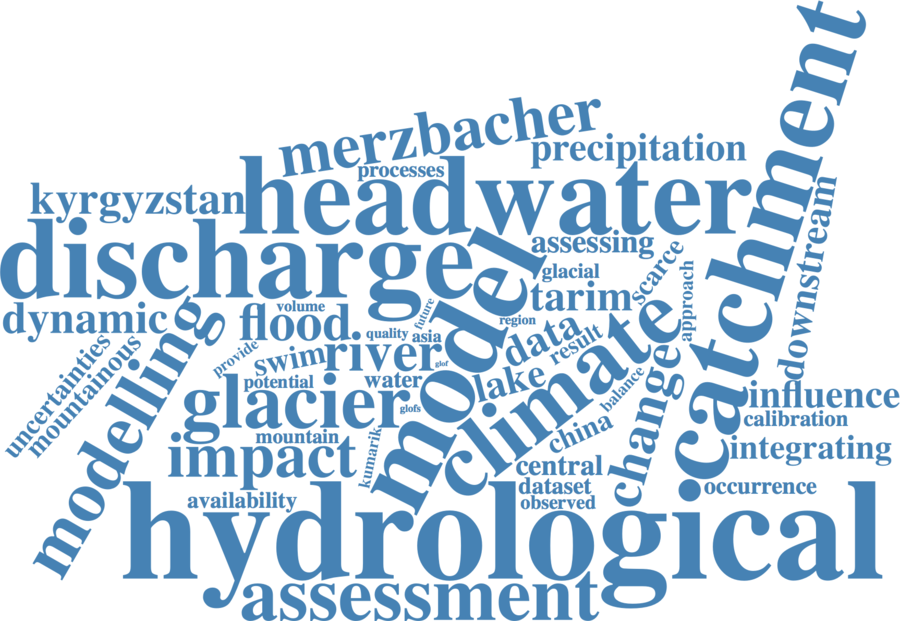 catchment
merzbacher
precipitation
processes
headwater
kyrgyzstan
discharge
assessing
downstream
scarce
glacial
tarim
approach
model
dynamic
volume
future
region
flood
quality
asia
data
result
climate
modelling
uncertainties
mountainous
provide
swim
river
glof
potential
water
lake
balance
change
influence
glacier
glofs
calibration
china
mountain
kumarik
impact
integrating
central
dataset
observed
occurrence
availability
hydrological
assessment